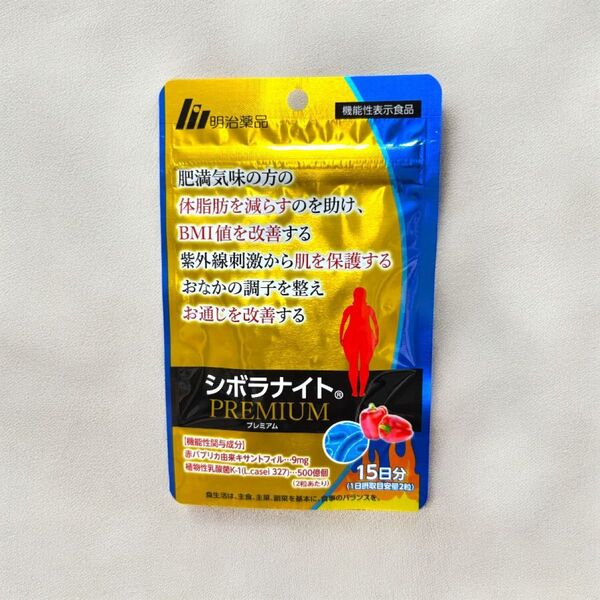 明治薬品
機能性表示食品
肥満気味の方の
体脂肪を減らすのを助け、
BMI値を改善する
紫外線刺激から肌を保護する
おなかの調子を整え
お通じを改善する
シボラナイト®
PREMIUM
プレミアム
【機能性関与成分】
赤パプリカ由来キサントフィル…9mg
植物性乳酸菌K-1(L.casei 327)…500億個
(2粒あたり)
15日分
(1日摂取目安量2粒)
食生活は、主食、主菜、副菜を基本に、食事のバランスを。